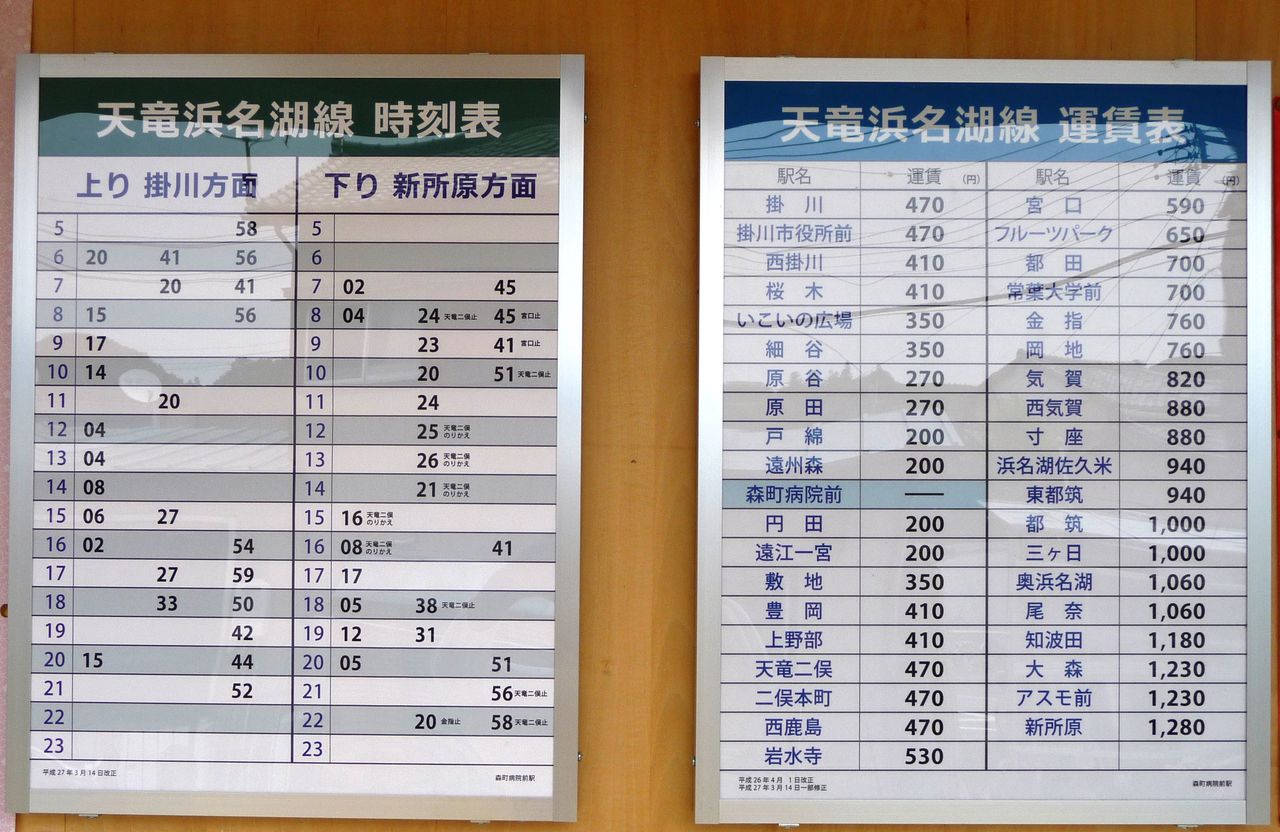 天竜浜名湖線 時刻表
上り 掛川方面 下り 新所原方面
5 58 5
6 20 41 56 6
7 20 41 7 02 45
8 15 56 8 04 24 天竜二俣止 45 宮口止
9 17 9 23 41 宮口止
10 14 10 20 51 天竜二俣止
11 20 11 24
12 04 12 25 天竜二俣のりかえ
13 04 13 26 天竜二俣のりかえ
14 08 14 21 天竜二俣のりかえ
15 06 27 15 16 天竜二俣のりかえ
16 02 54 16 08 天竜二俣のりかえ 41
17 27 59 17 17
18 33 50 18 05 38 天竜二俣止
19 42 19 12 31
20 15 44 20 05 51
21 52 21 56 天竜二俣止
22 22 20 金指止 58 天竜二俣止
23 23
平成27年3月14日改正 森町病院前駅
天竜浜名湖線 運賃表
駅名 運賃 (円) 駅名 運賃 (円)
掛川 470 宮口 590
掛川市役所前 470 フルーツパーク 650
西掛川 410 都田 700
桜木 410 常葉大学前 700
いこいの広場 350 金指 760
細谷 350 岡地 760
原谷 270 気賀 820
原田 270 西気賀 880
戸綿 200 寸座 880
遠州森 200 浜名湖佐久米 940
森町病院前 — 東都筑 940
円田 200 都筑 1,000
遠江一宮 200 三ヶ日 1,000
敷地 350 奥浜名湖 1,060
豊岡 410 尾奈 1,060
上野部 410 知波田 1,180
天竜二俣 470 大森 1,230
二俣本町 470 アスモ前 1,230
西鹿島 470 新所原 1,280
岩水寺 530
平成26年4月 1日改正
平成27年3月14日一部修正 森町病院前駅